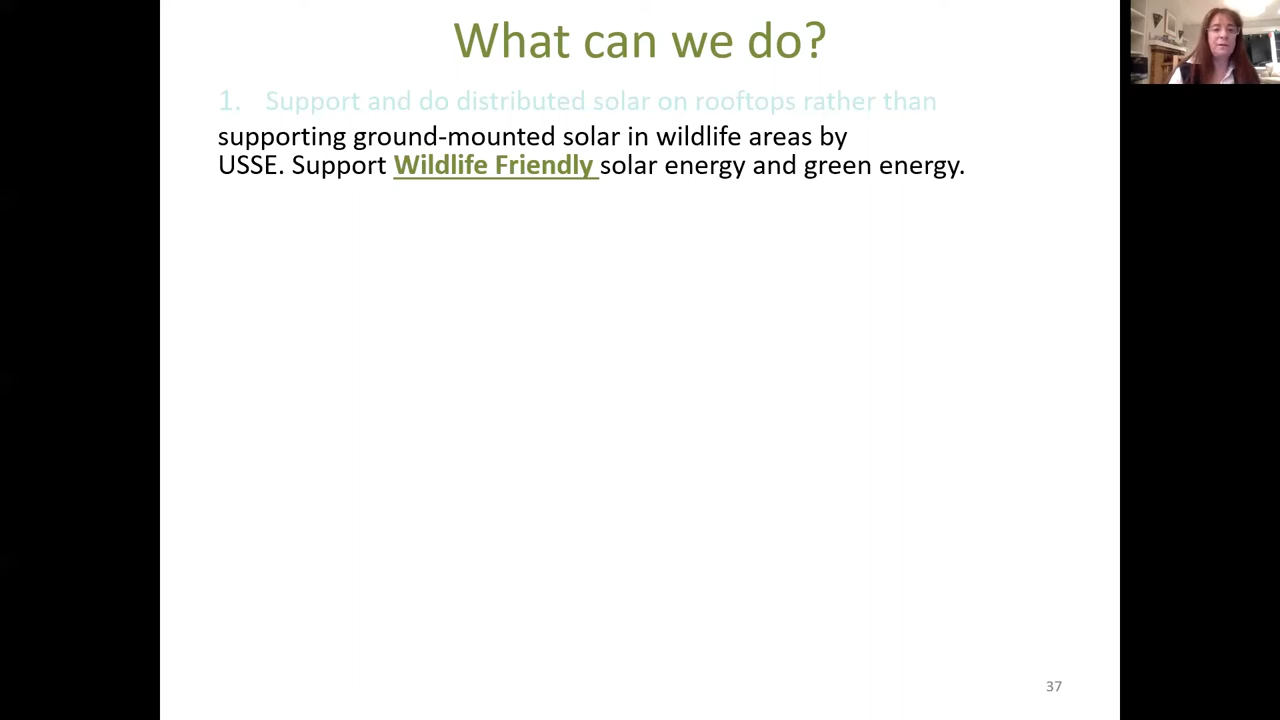 What can we do?
1. Support and do distributed solar on rooftops rather than
supporting ground-mounted solar in wildlife areas by
USSE. Support Wildlife Friendly solar energy and green energy.
37